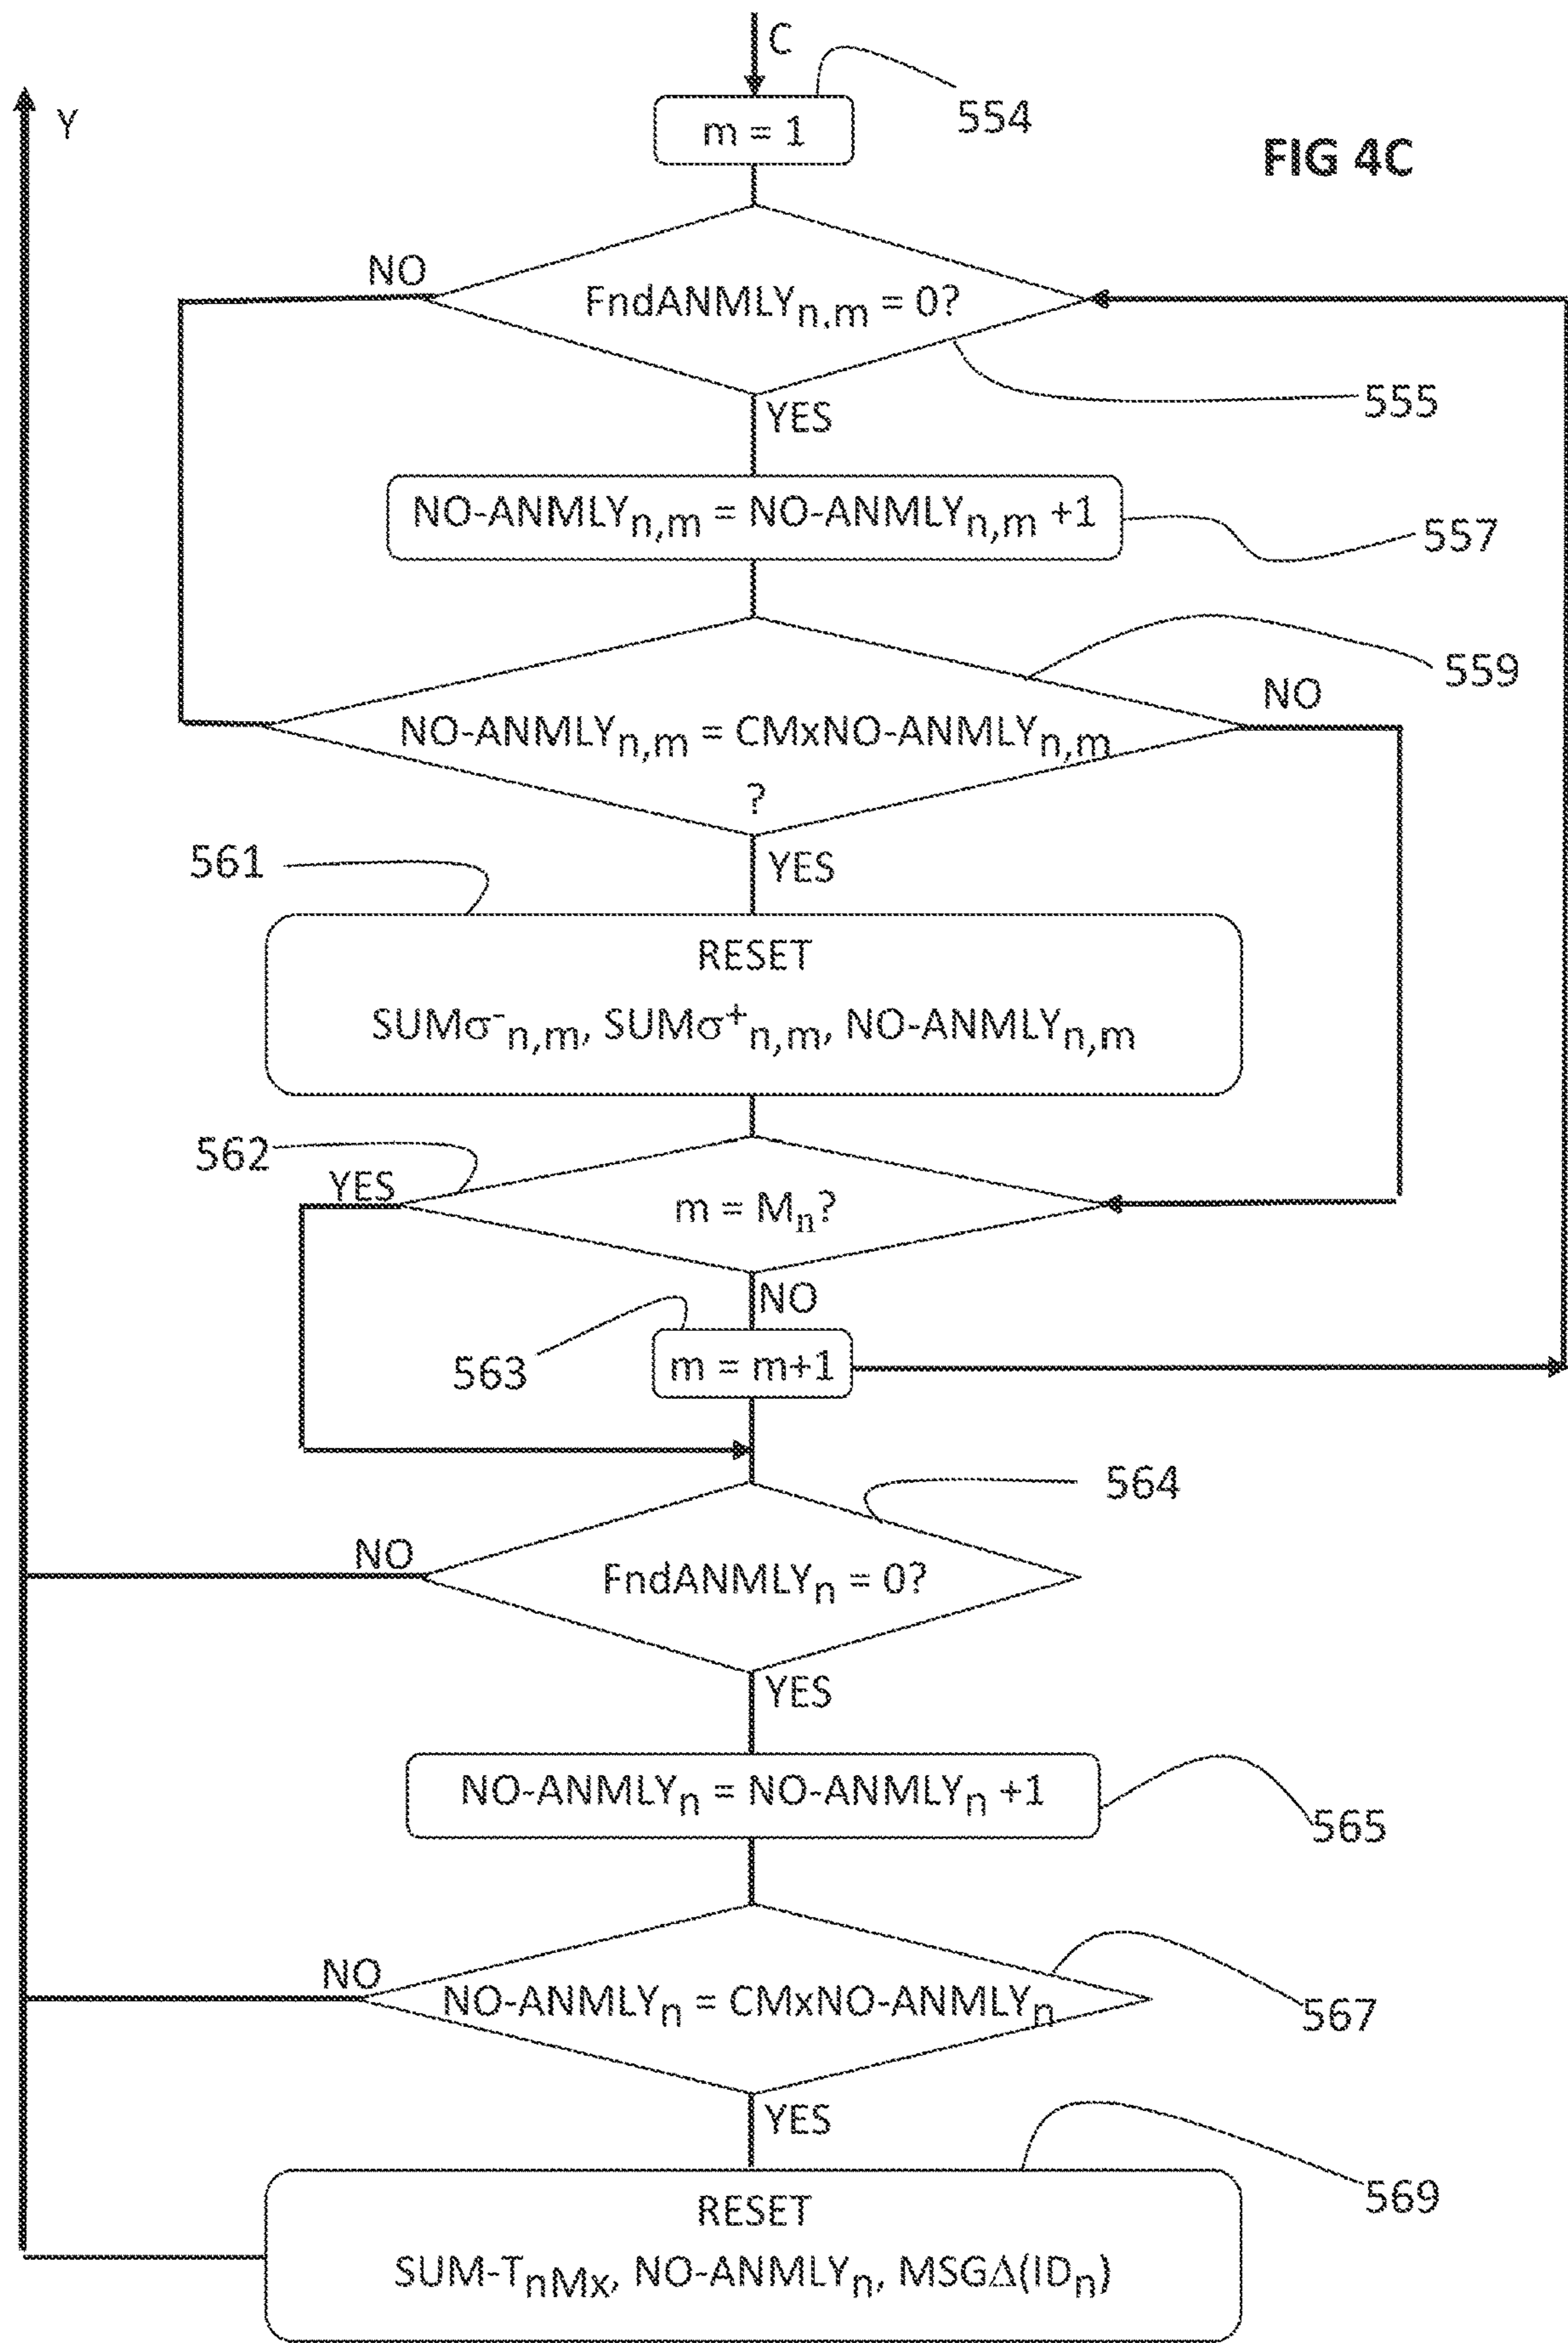 C
554
Y
m = 1
FIG 4C
NO
FndANMLYn,m = 0?
555
YES
NO-ANMLYn,m = NO-ANMLYn,m +1
557
559
NO
NO-ANMLYn,m = CMxNO-ANMLYn,m
?
561
YES
RESET
SUMσ-n,m, SUMσ+n,m, NO-ANMLYn,m
562
YES
m = Mn?
NO
563
m = m+1
564
NO
FndANMLYn = 0?
YES
NO-ANMLYn = NO-ANMLYn +1
565
NO
NO-ANMLYn = CMxNO-ANMLYn
567
YES
569
RESET
SUM-TnMx, NO-ANMLYn, MSGΔ(IDn)